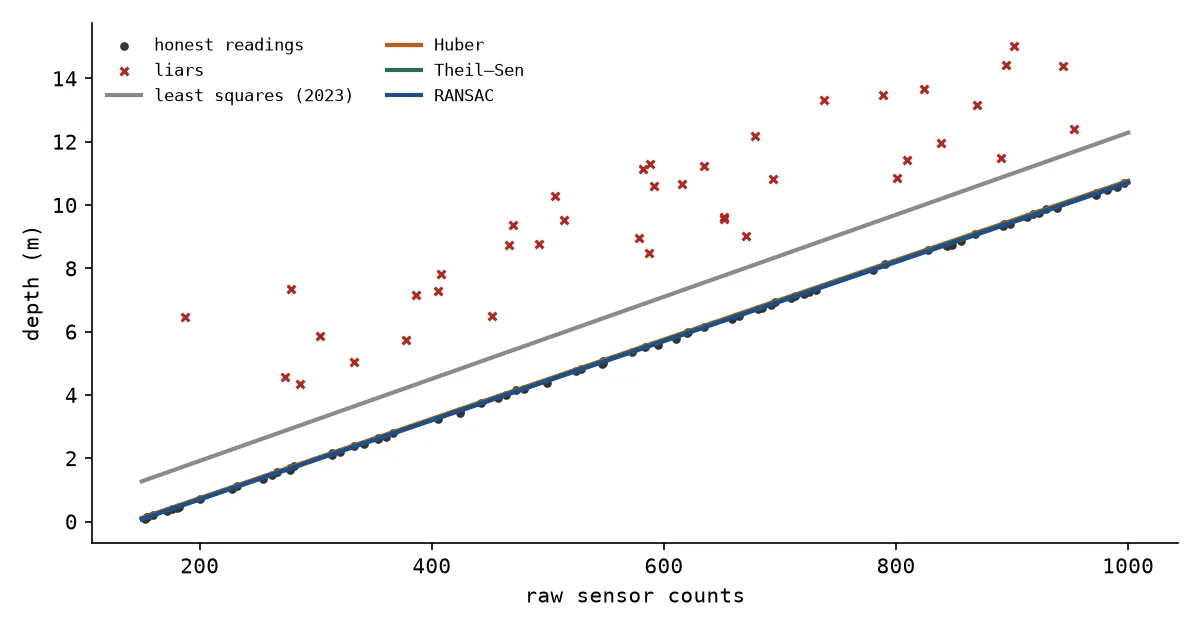 honest readings
liars
least squares (2023)
Huber
Theil–Sen
RANSAC
depth (m)
14
12
10
8
6
4
2
0
200 400 600 800 1000
raw sensor counts